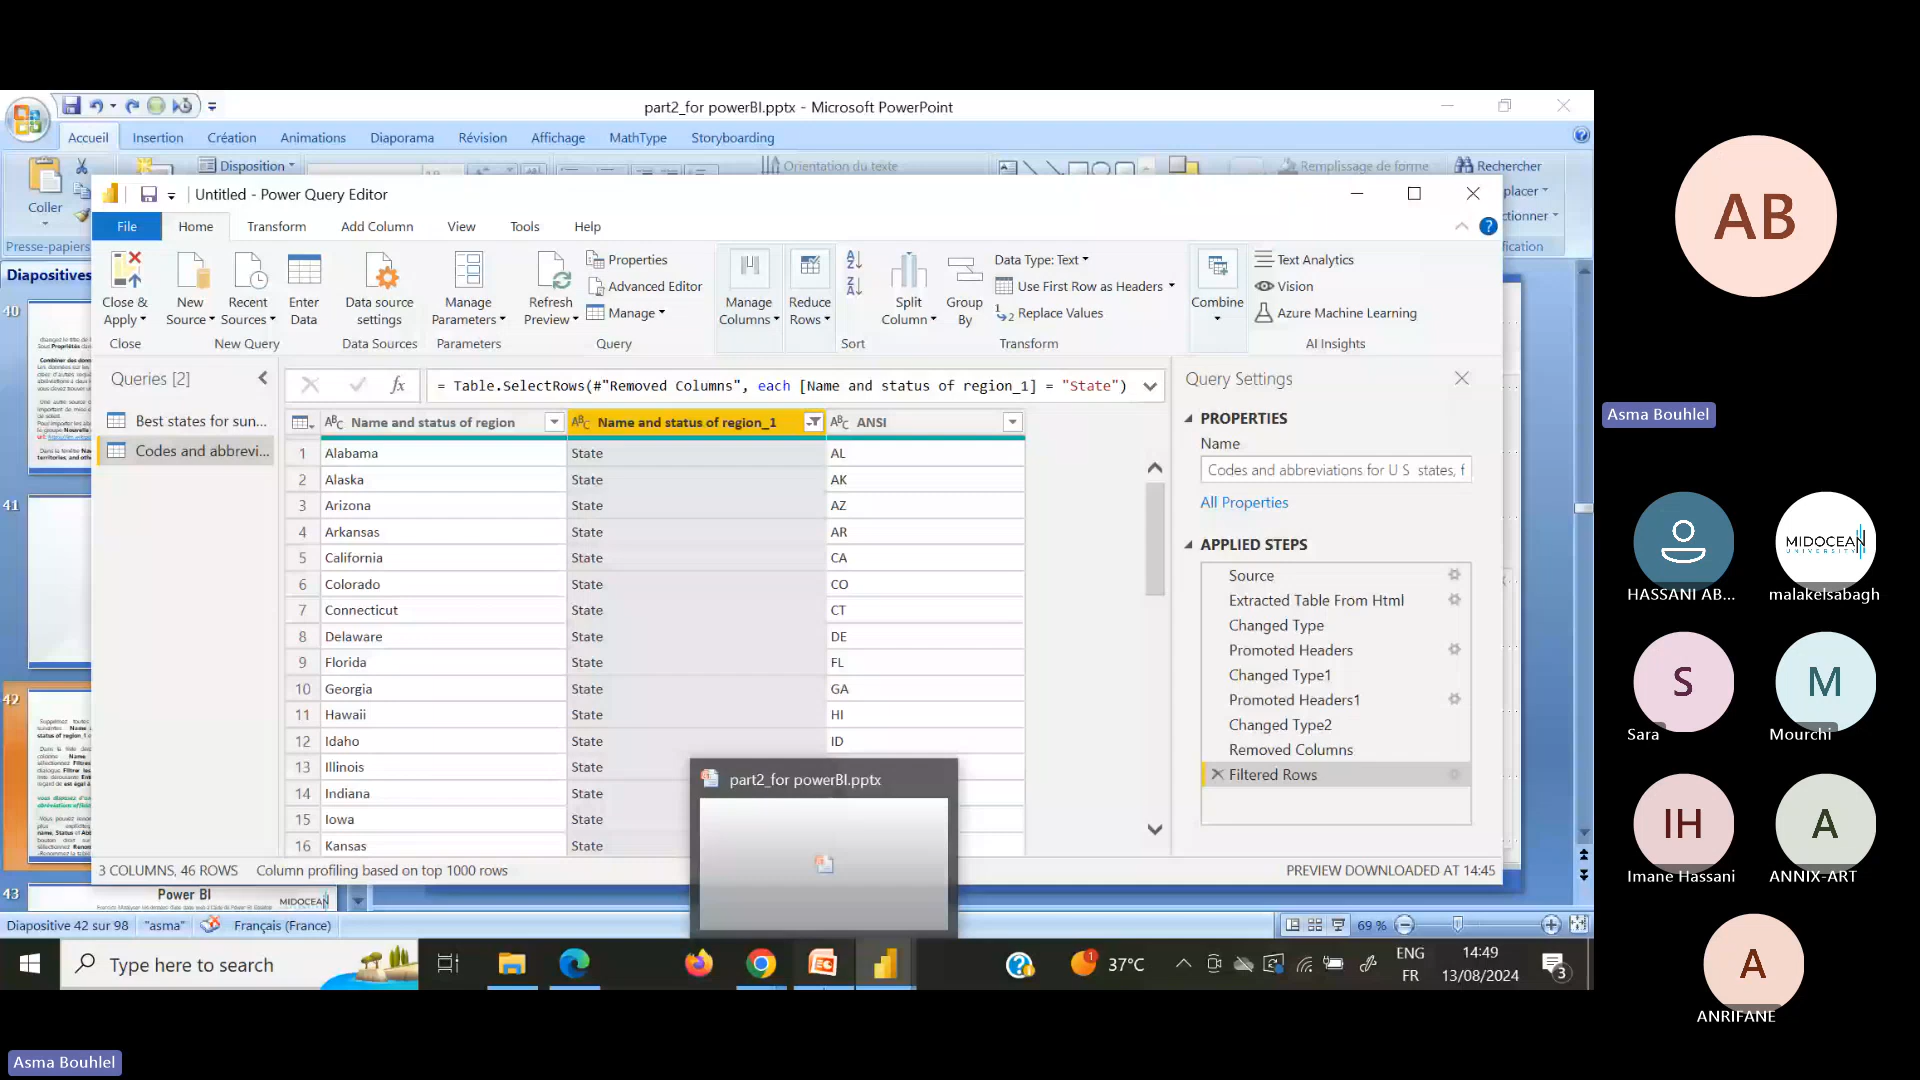 part2_for powerBI.pptx - Microsoft PowerPoint
Accueil Insertion Création Animations Diaporama Révision Affichage MathType Storyboarding
Disposition
Orientation du texte
Remplissage de forme
Rechercher
Coller
Presse-papiers
Untitled - Power Query Editor
File Home Transform Add Column View Tools Help
Close & Apply
New Source
Recent Sources
Enter Data
Data source settings
Manage Parameters
Refresh Preview
Properties
Advanced Editor
Manage
Manage Columns
Reduce Rows
Split Column
Group By
Data Type: Text
Use First Row as Headers
Replace Values
Combine
Text Analytics
Vision
Azure Machine Learning
Close New Query Data Sources Parameters Query Sort Transform AI Insights
Diapositives
Queries [2]
Best states for sun...
Codes and abbrevi...
= Table.SelectRows(#"Removed Columns", each [Name and status of region_1] = "State")
Name and status of region Name and status of region_1 ANSI
1 Alabama State AL
2 Alaska State AK
3 Arizona State AZ
4 Arkansas State AR
5 California State CA
6 Colorado State CO
7 Connecticut State CT
8 Delaware State DE
9 Florida State FL
10 Georgia State GA
11 Hawaii State HI
12 Idaho State ID
13 Illinois State
14 Indiana State
15 Iowa State
16 Kansas State
part2_for powerBI.pptx
Query Settings
PROPERTIES
Name
Codes and abbreviations for U S states, f
All Properties
APPLIED STEPS
Source
Extracted Table From Html
Changed Type
Promoted Headers
Changed Type1
Promoted Headers1
Changed Type2
Removed Columns
Filtered Rows
3 COLUMNS, 46 ROWS Column profiling based on top 1000 rows
PREVIEW DOWNLOADED AT 14:45
40
41
42
43
Power BI
MIDOCEAN
Diapositive 42 sur 98 "asma" Français (France)
69 %
Type here to search
37°C
ENG
FR
14:49
13/08/2024
3
Asma Bouhlel
AB
Asma Bouhlel
HASSANI AB...
MIDOCEAN
UNIVERSITY
malakelsabagh
S
Sara
M
Mourchi
IH
Imane Hassani
A
ANNIX-ART
A
ANRIFANE